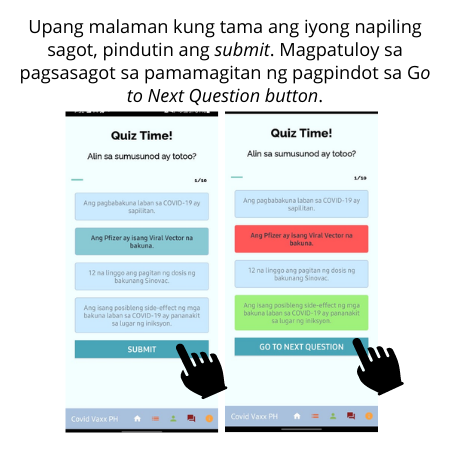 Upang malaman kung tama ang iyong napiling
sagot, pindutin ang submit. Magpatuloy sa
pagsasagot sa pamamagitan ng pagpindot sa Go
to Next Question button.
Quiz Time!
Alin sa sumusunod ay totoo?
1/10
Ang pagbabakuna laban sa COVID-19 ay
sapilitan.
Ang Pfizer ay isang Viral Vector na
bakuna.
12 na linggo ang pagitan ng dosis ng
bakunang Sinovac.
Ang isang posibleng side-effect ng mga
bakuna laban sa COVID-19 ay pananakit
sa lugar ng iniksyon.
SUBMIT
Covid Vaxx PH
Quiz Time!
Alin sa sumusunod ay totoo?
1/10
Ang pagbabakuna laban sa COVID-19 ay
sapilitan.
Ang Pfizer ay isang Viral Vector na
bakuna.
12 na linggo ang pagitan ng dosis ng
bakunang Sinovac.
Ang isang posibleng side-effect ng mga
bakuna laban sa COVID-19 ay pananakit
sa lugar ng iniksyon.
GO TO NEXT QUESTION
Covid Vaxx PH